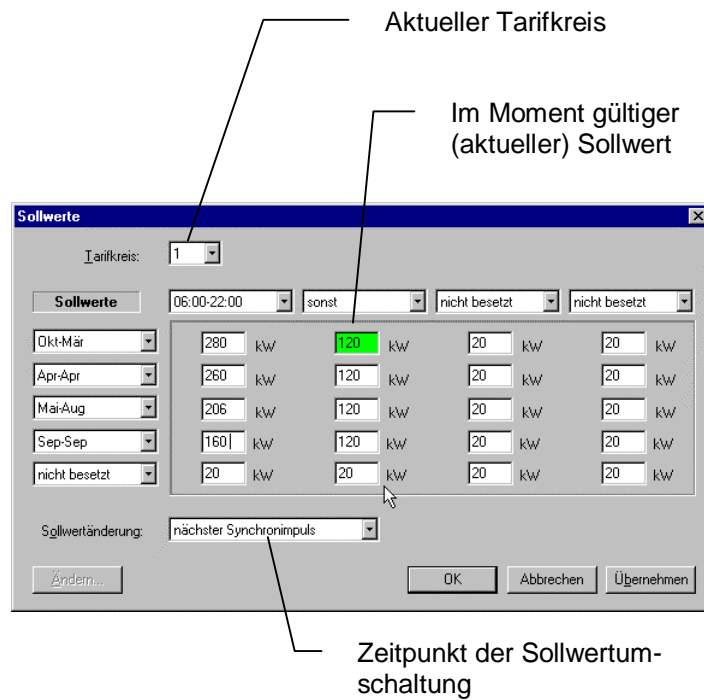 Aktueller Tarifkreis
Im Moment gültiger
(aktueller) Sollwert
Sollwerte
Tarifkreis: 1
Sollwerte 06:00-22:00 sonst nicht besetzt nicht besetzt
Okt-Mär 280 kW 120 kW 20 kW 20 kW
Apr-Apr 260 kW 120 kW 20 kW 20 kW
Mai-Aug 206 kW 120 kW 20 kW 20 kW
Sep-Sep 160 kW 120 kW 20 kW 20 kW
nicht besetzt 20 kW 20 kW 20 kW 20 kW
Sollwertänderung: nächster Synchronimpuls
Ändern... OK Abbrechen Übernehmen
Zeitpunkt der Sollwertum-
schaltung